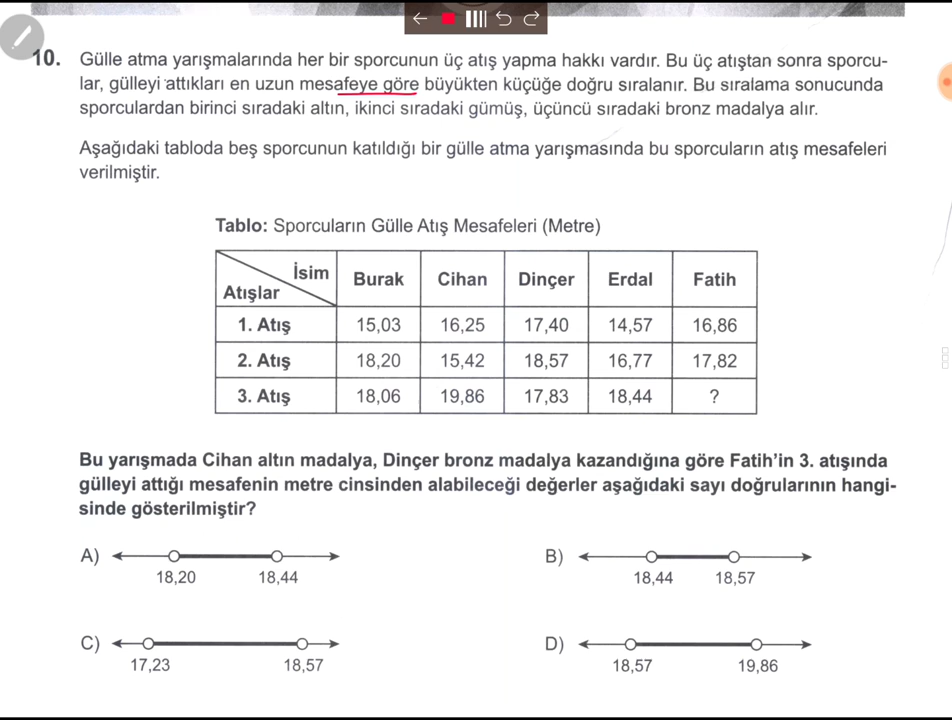 10. Gülle atma yarışmalarında her bir sporcunun üç atış yapma hakkı vardır. Bu üç atıştan sonra sporcu-
lar, gülleyi attıkları en uzun mesafeye göre büyükten küçüğe doğru sıralanır. Bu sıralama sonucunda
sporculardan birinci sıradaki altın, ikinci sıradaki gümüş, üçüncü sıradaki bronz madalya alır.
Aşağıdaki tabloda beş sporcunun katıldığı bir gülle atma yarışmasında bu sporcuların atış mesafeleri
verilmiştir.
Tablo: Sporcuların Gülle Atış Mesafeleri (Metre)
İsim Burak Cihan Dinçer Erdal Fatih
Atışlar
1. Atış 15,03 16,25 17,40 14,57 16,86
2. Atış 18,20 15,42 18,57 16,77 17,82
3. Atış 18,06 19,86 17,83 18,44 ?
Bu yarışmada Cihan altın madalya, Dinçer bronz madalya kazandığına göre Fatih'in 3. atışında
gülleyi attığı mesafenin metre cinsinden alabileceği değerler aşağıdaki sayı doğrularının hangi-
sinde gösterilmiştir?
A) B)
18,20 18,44 18,44 18,57
C) D)
17,23 18,57 18,57 19,86